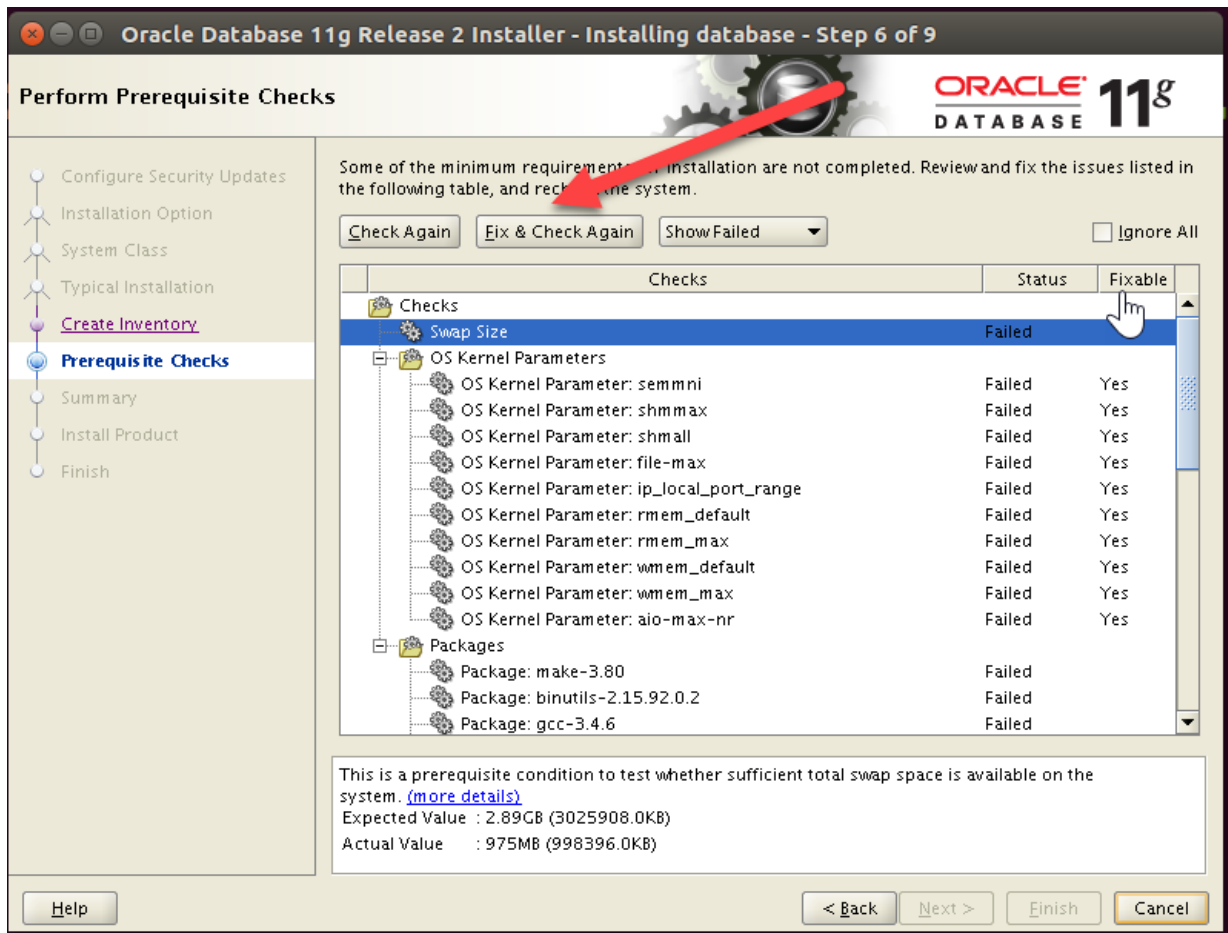 Oracle Database 11g Release 2 Installer - Installing database - Step 6 of 9
Perform Prerequisite Checks
ORACLE
DATABASE
11g
Configure Security Updates
Installation Option
System Class
Typical Installation
Create Inventory
Prerequisite Checks
Summary
Install Product
Finish
Some of the minimum installation are not completed. Review and fix the issues listed in
the following table, and system.
Check Again
Fix & Check Again
Show Failed
Ignore All
Checks Status Fixable
Checks
Swap Size Failed
OS Kernel Parameters
OS Kernel Parameter: semmni Failed Yes
OS Kernel Parameter: shmmax Failed Yes
OS Kernel Parameter: shmall Failed Yes
OS Kernel Parameter: file-max Failed Yes
OS Kernel Parameter: ip_local_port_range Failed Yes
OS Kernel Parameter: rmem_default Failed Yes
OS Kernel Parameter: rmem_max Failed Yes
OS Kernel Parameter: wmem_default Failed Yes
OS Kernel Parameter: wmem_max Failed Yes
OS Kernel Parameter: aio-max-nr Failed Yes
Packages
Package: make-3.80 Failed
Package: binutils-2.15.92.0.2 Failed
Package: gcc-3.4.6 Failed
This is a prerequisite condition to test whether sufficient total swap space is available on the
system. (more details)
Expected Value : 2.89GB (3025908.0KB)
Actual Value : 975MB (998396.0KB)
Help
< Back
Next >
Finish
Cancel